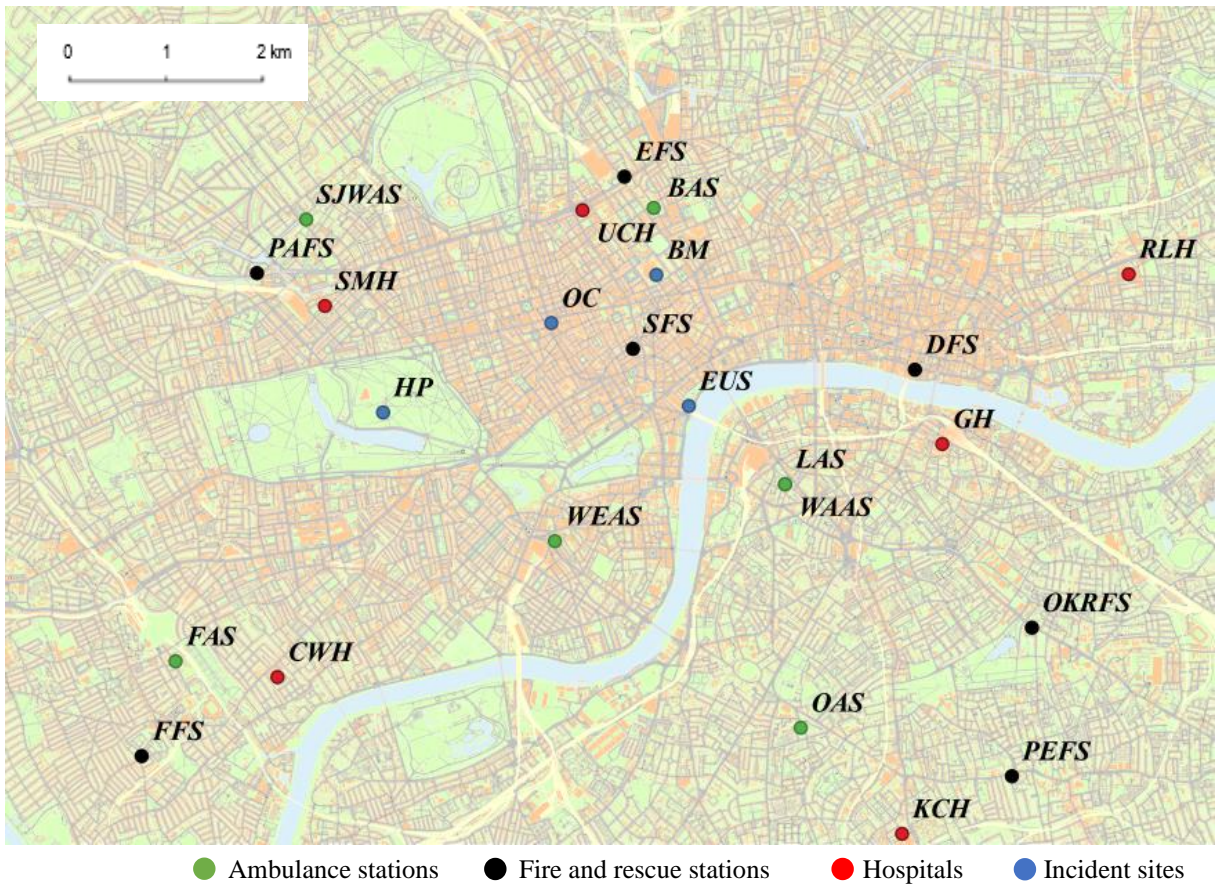 0 1 2 km
EFS
SJWAS BAS
UCH
PAFS BM RLH
SMH OC
SFS
DFS
HP EUS
GH
LAS
WEAS WAAS
OKRFS
FAS CWH
OAS
FFS
PEFS
KCH
Ambulance stations Fire and rescue stations Hospitals Incident sites